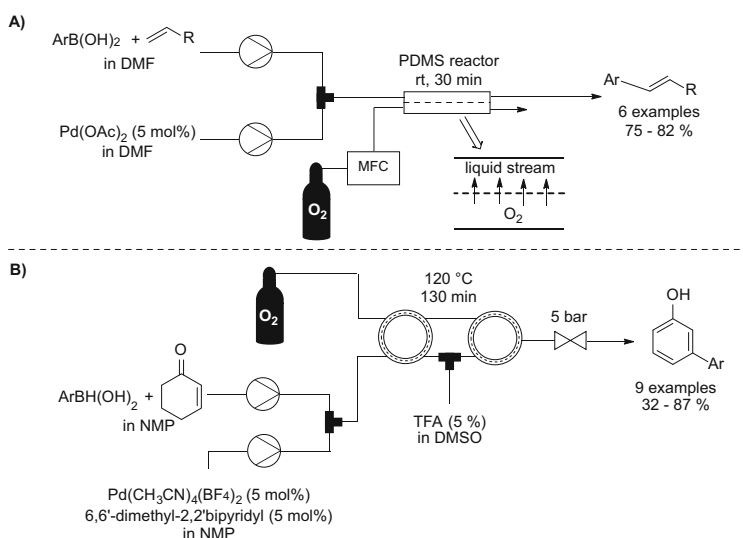 A)
ArB(OH)2 + R
in DMF
Pd(OAc)2 (5 mol%)
in DMF
O2
MFC
PDMS reactor
rt, 30 min
liquid stream
O2
Ar R
6 examples
75 - 82 %
B)
O2
120 °C
130 min
5 bar
O
ArBH(OH)2 +
in NMP
TFA (5 %)
in DMSO
OH
Ar
9 examples
32 - 87 %
Pd(CH3CN)4(BF4)2 (5 mol%)
6,6'-dimethyl-2,2'bipyridyl (5 mol%)
in NMP